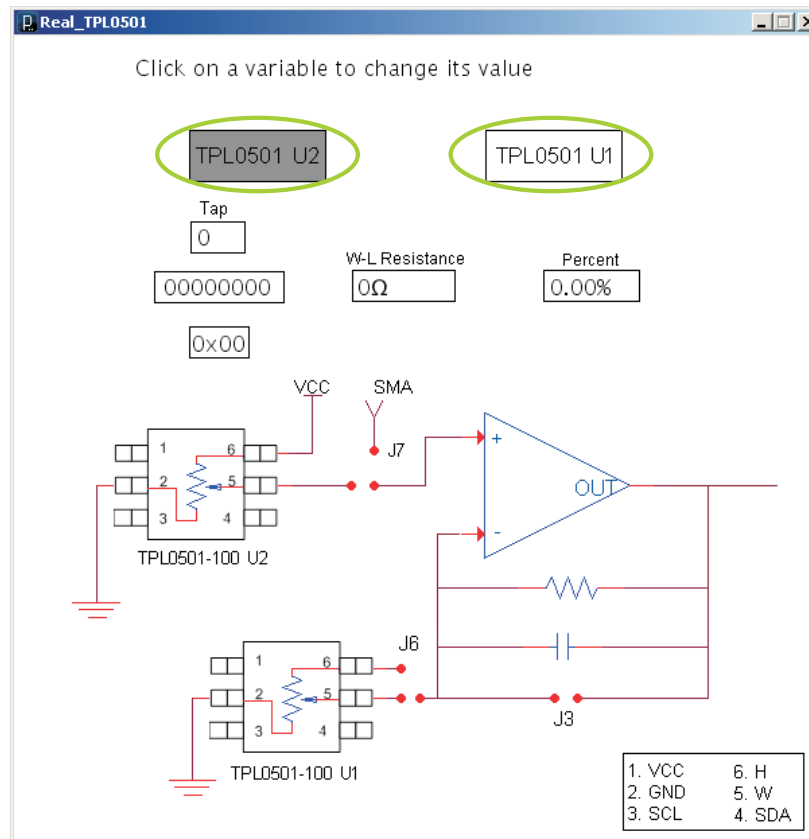 Real_TPL0501
Click on a variable to change its value
TPL0501 U2
TPL0501 U1
Tap
0
W-L Resistance
Percent
00000000
0Ω
0.00%
0x00
VCC
SMA
J7
1
6
2
5
3
4
+
OUT
-
TPL0501-100 U2
J6
1
6
2
5
3
4
J3
TPL0501-100 U1
1. VCC 6. H
2. GND 5. W
3. SCL 4. SDA